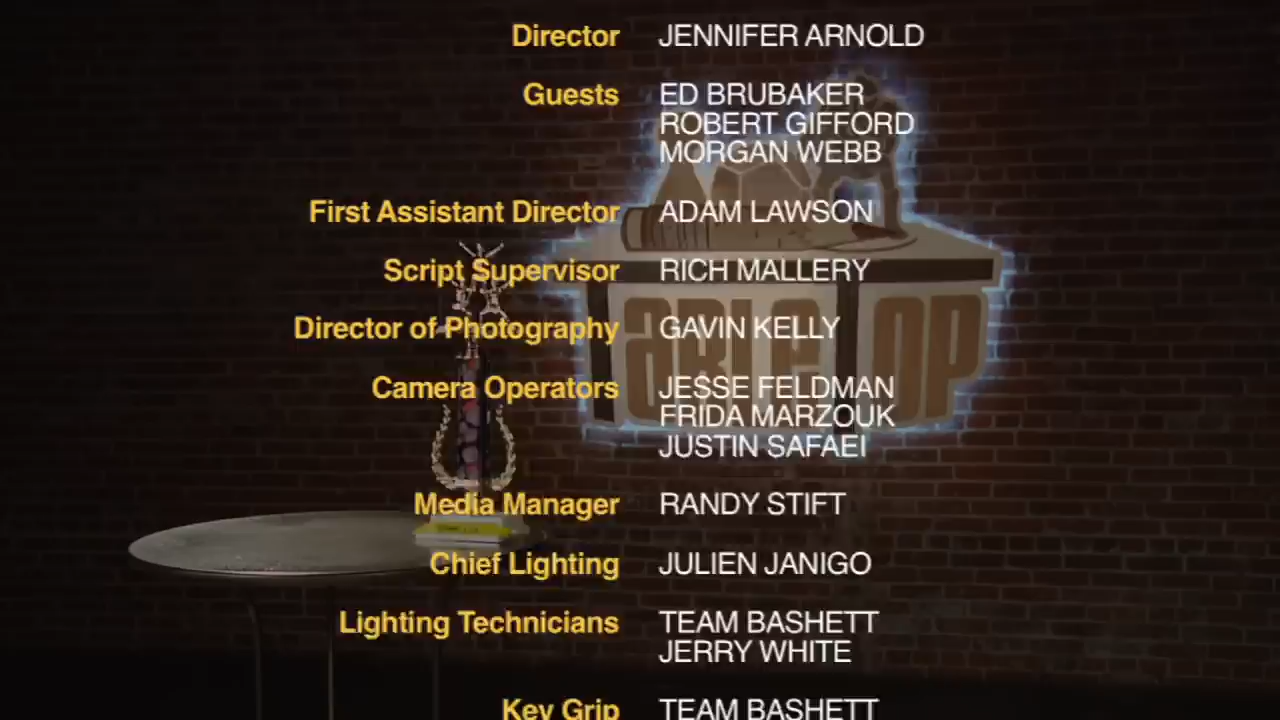 Director JENNIFER ARNOLD
Guests ED BRUBAKER
ROBERT GIFFORD
MORGAN WEBB
First Assistant Director ADAM LAWSON
Script Supervisor RICH MALLERY
Director of Photography GAVIN KELLY
Camera Operators JESSE FELDMAN
FRIDA MARZOUK
JUSTIN SAFAEI
Media Manager RANDY STIFT
Chief Lighting JULIEN JANIGO
Lighting Technicians TEAM BASHETT
JERRY WHITE
Key Grip TEAM BASHETT
TableTop